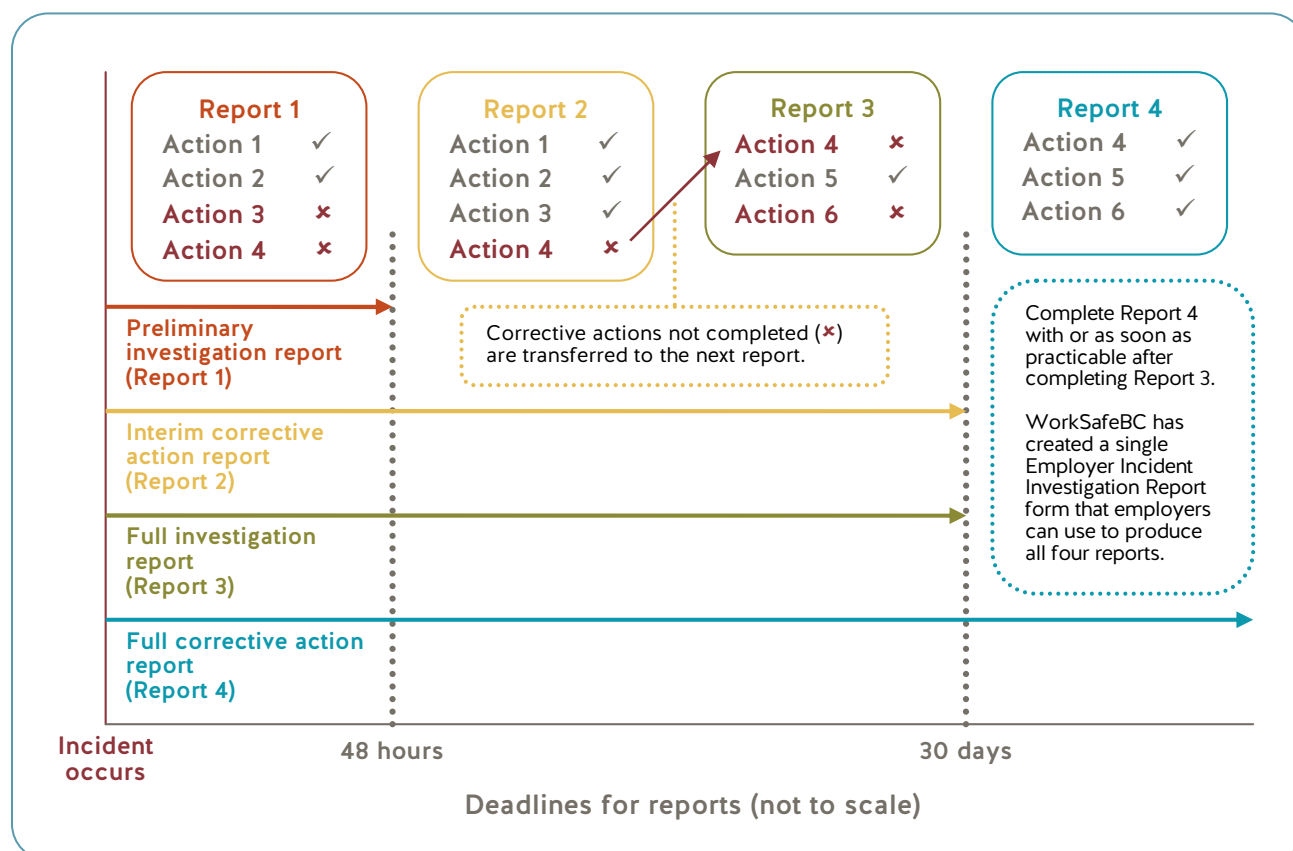 Report 1
Action 1 ✓
Action 2 ✓
Action 3 ✘
Action 4 ✘
Report 2
Action 1 ✓
Action 2 ✓
Action 3 ✓
Action 4 ✘
Report 3
Action 4 ✘
Action 5 ✓
Action 6 ✘
Report 4
Action 4 ✓
Action 5 ✓
Action 6 ✓
Preliminary
investigation report
(Report 1)
Corrective actions not completed (✘)
are transferred to the next report.
Complete Report 4
with or as soon as
practicable after
completing Report 3.
WorkSafeBC has
created a single
Employer Incident
Investigation Report
form that employers
can use to produce
all four reports.
Interim corrective
action report
(Report 2)
Full investigation
report
(Report 3)
Full corrective action
report
(Report 4)
Incident
occurs
48 hours
30 days
Deadlines for reports (not to scale)